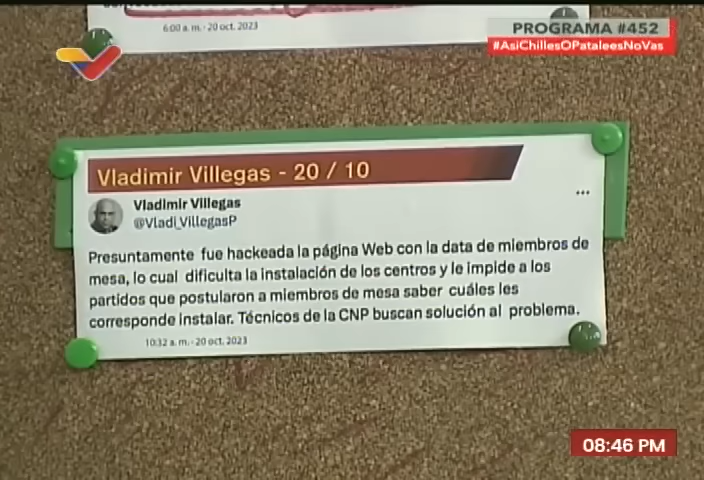 6:00 a. m. - 20 oct. 2023
PROGRAMA #452
#AsiChillesOPataleesNoVas
Vladimir Villegas - 20 / 10
Vladimir Villegas
@Vladi_VillegasP
Presuntamente fue hackeada la página Web con la data de miembros de
mesa, lo cual dificulta la instalación de los centros y le impide a los
partidos que postularon a miembros de mesa saber cuáles les
corresponde instalar. Técnicos de la CNP buscan solución al problema.
10:32 a. m. - 20 oct. 2023
08:46 PM